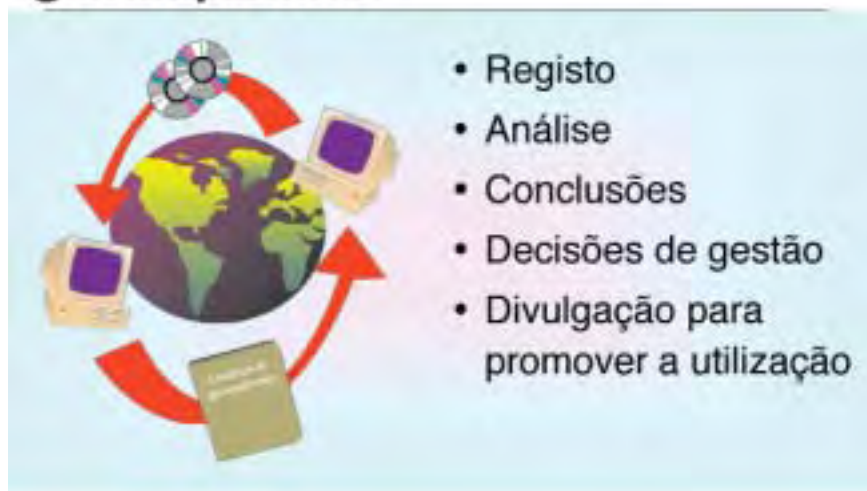 • Registo
• Análise
• Conclusões
• Decisões de gestão
• Divulgação para
promover a utilização